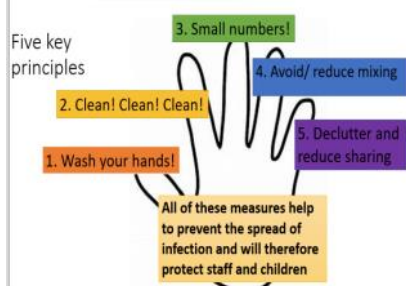 Five key
principles
3. Small numbers!
4. Avoid/ reduce mixing
2. Clean! Clean! Clean!
5. Declutter and
reduce sharing
1. Wash your hands!
All of these measures help
to prevent the spread of
infection and will therefore
protect staff and children